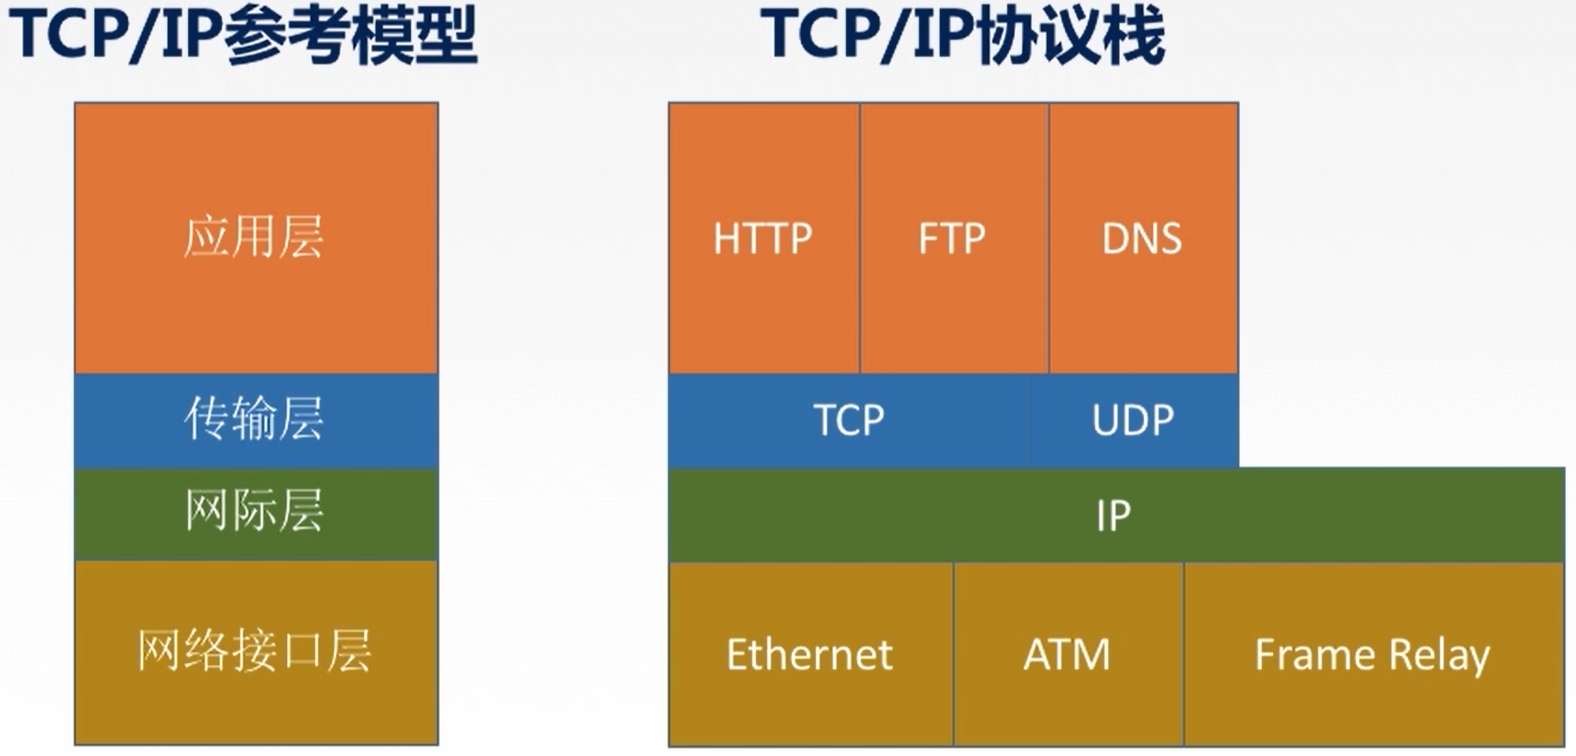 TCP/IP参考模型
TCP/IP协议栈
应用层
传输层
网际层
网络接口层
HTTP
FTP
DNS
TCP
UDP
IP
Ethernet
ATM
Frame Relay